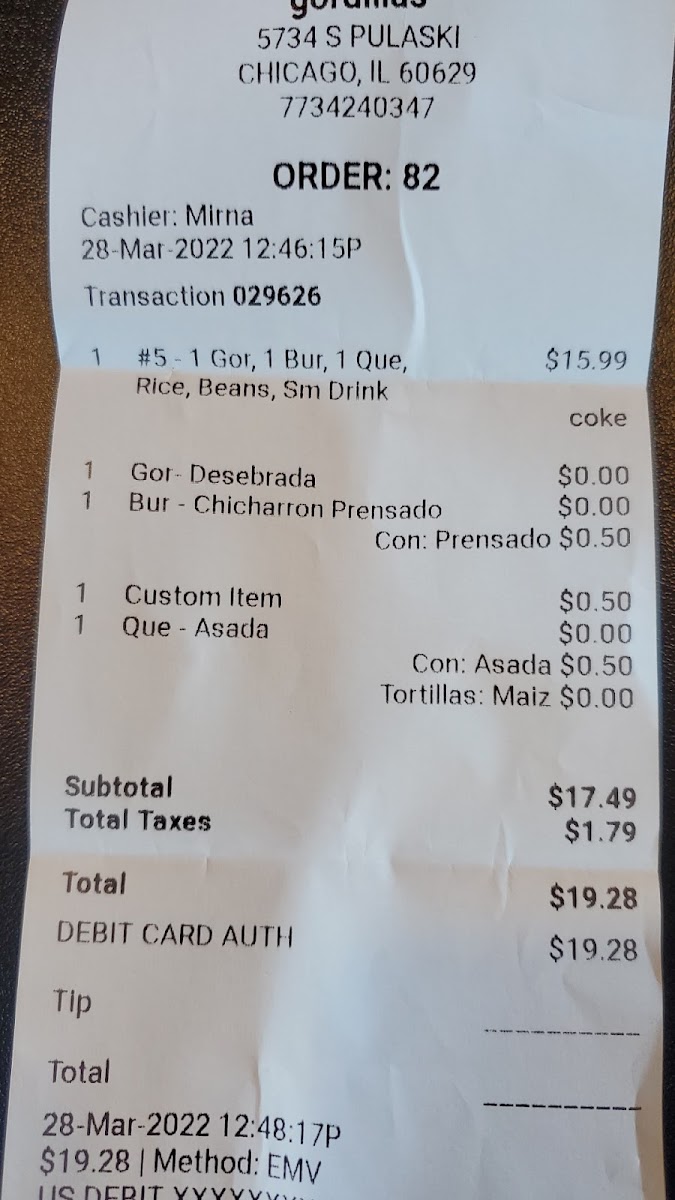 5734 S PULASKI
CHICAGO, IL 60629
7734240347
ORDER: 82
Cashier: Mirna
28-Mar-2022 12:46:15P
Transaction 029626
1 #5 - 1 Gor, 1 Bur, 1 Que, $15.99
Rice, Beans, Sm Drink
coke
1 Gor- Desebrada $0.00
1 Bur - Chicharron Prensado $0.00
Con: Prensado $0.50
1 Custom Item $0.50
1 Que - Asada $0.00
Con: Asada $0.50
Tortillas: Maiz $0.00
Subtotal $17.49
Total Taxes $1.79
Total $19.28
DEBIT CARD AUTH $19.28
Tip
Total
28-Mar-2022 12:48:17P
$19.28 | Method: EMV
US DEBIT